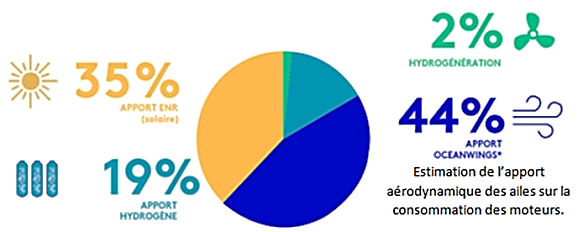 35%
APPORT ENR
(solaire)
19%
APPORT
HYDROGÈNE
2%
HYDROGÉNÉRATION
44%
APPORT
OCEANWINGS*
Estimation de l'apport
aérodynamique des ailes sur la
consommation des moteurs.